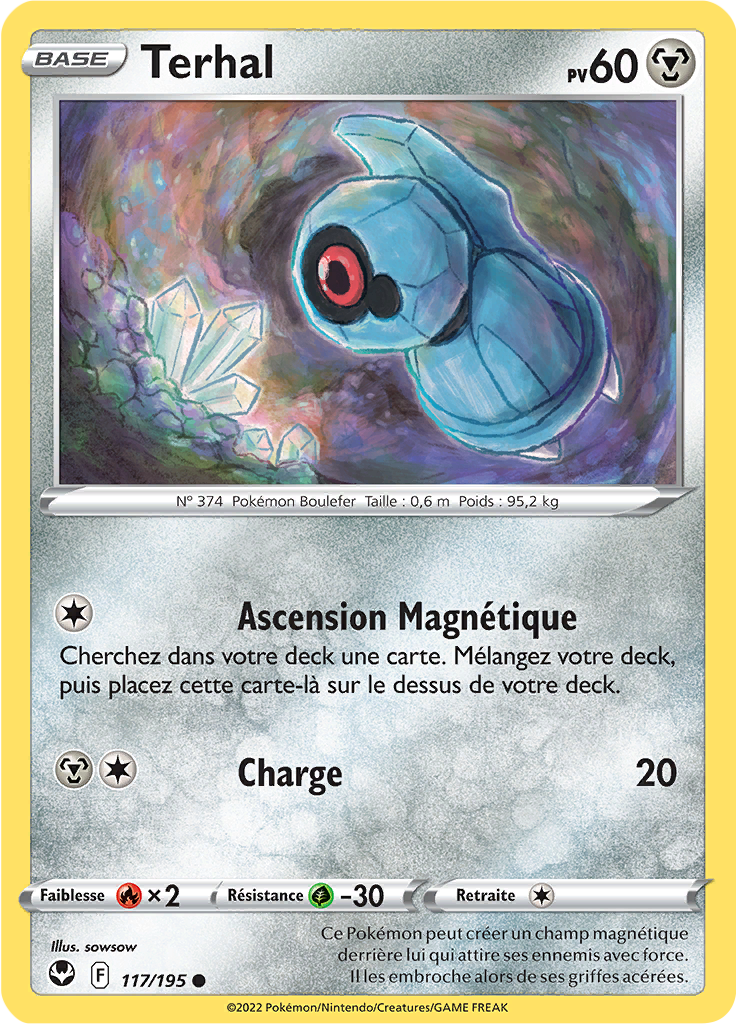 BASE
Terhal
PV60
N° 374 Pokémon Boulefer Taille : 0,6 m Poids : 95,2 kg
Ascension Magnétique
Cherchez dans votre deck une carte. Mélangez votre deck,
puis placez cette carte-là sur le dessus de votre deck.
Charge 20
Faiblesse ×2 Résistance -30 Retraite
Illus. sowsow
Ce Pokémon peut créer un champ magnétique
derrière lui qui attire ses ennemis avec force.
Il les embroche alors de ses griffes acérées.
F 117/195
©2022 Pokémon/Nintendo/Creatures/GAME FREAK